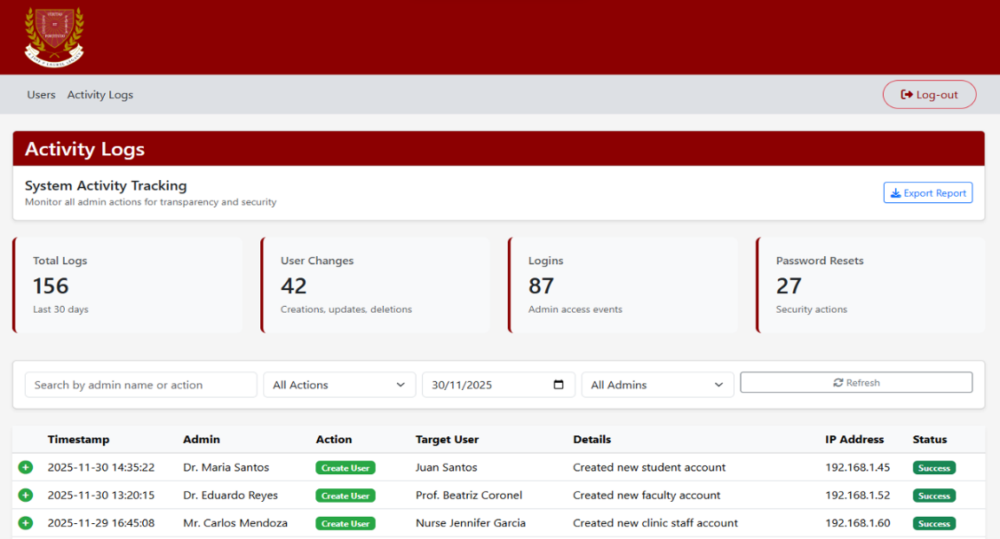 VERITAS
ET
FORTITUDO
Users Activity Logs
Log-out
Activity Logs
System Activity Tracking
Monitor all admin actions for transparency and security
Export Report
Total Logs
156
Last 30 days
User Changes
42
Creations, updates, deletions
Logins
87
Admin access events
Password Resets
27
Security actions
Search by admin name or action All Actions 30/11/2025 All Admins Refresh
Timestamp Admin Action Target User Details IP Address Status
2025-11-30 14:35:22 Dr. Maria Santos Create User Juan Santos Created new student account 192.168.1.45 Success
2025-11-30 13:20:15 Dr. Eduardo Reyes Create User Prof. Beatriz Coronel Created new faculty account 192.168.1.52 Success
2025-11-29 16:45:08 Mr. Carlos Mendoza Create User Nurse Jennifer Garcia Created new clinic staff account 192.168.1.60 Success